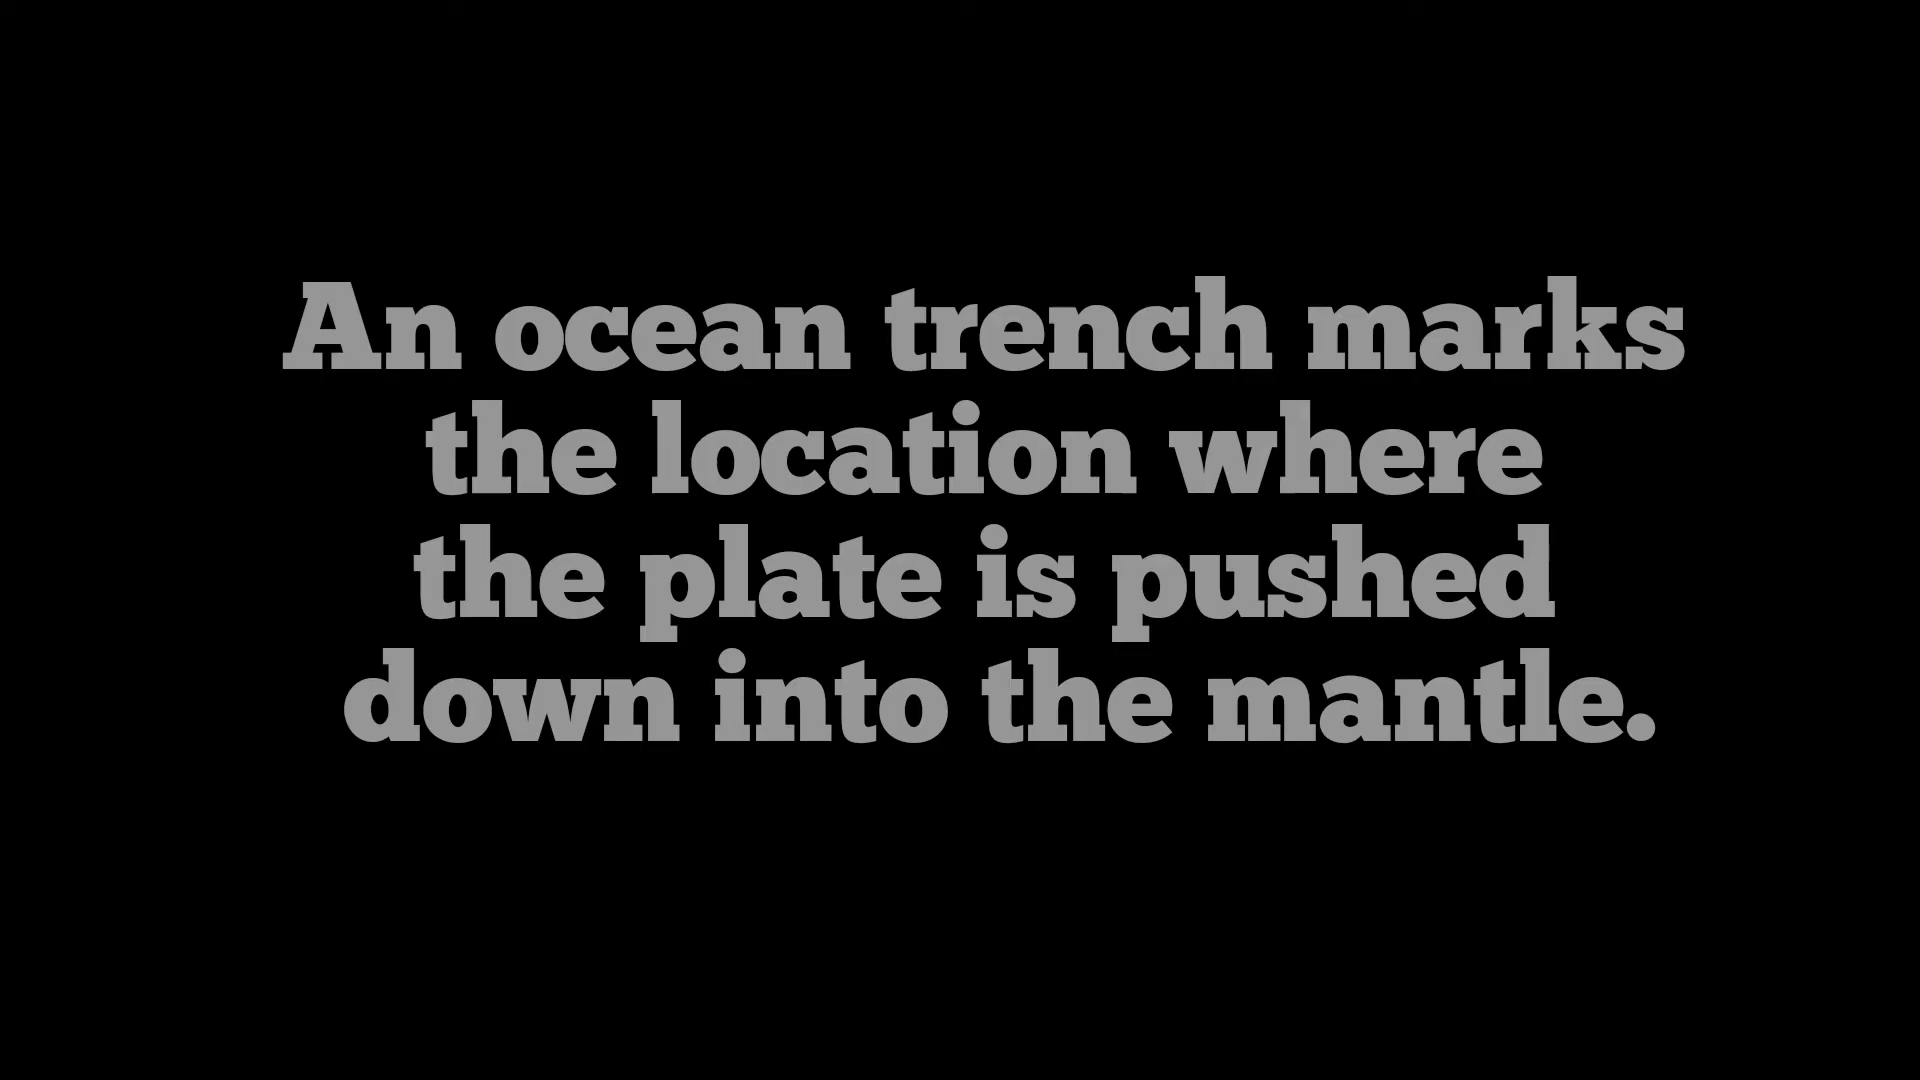 An ocean trench marks
the location where
the plate is pushed
down into the mantle.